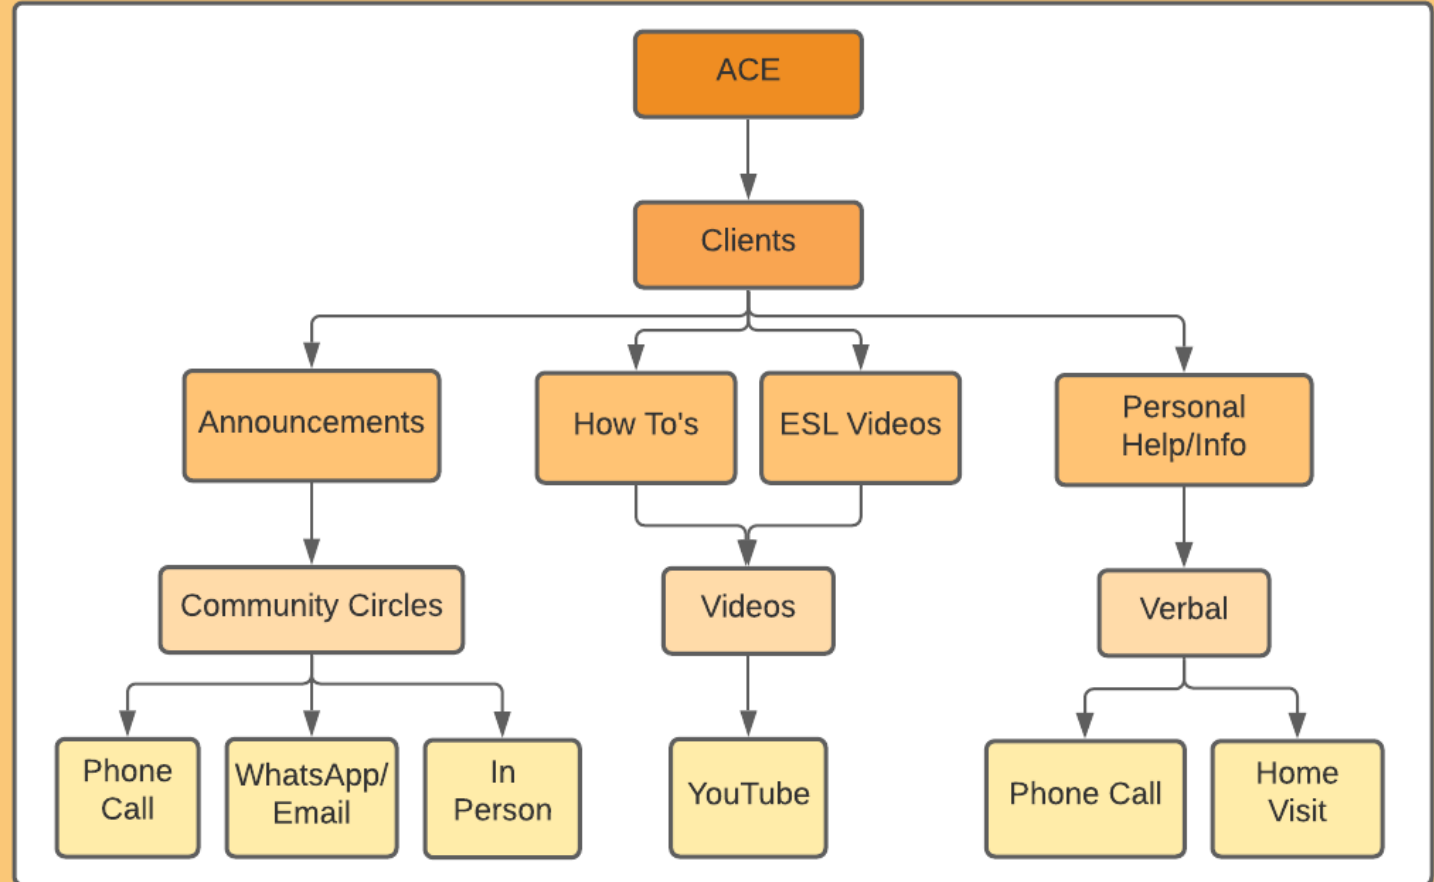 ACE
Clients
Announcements
How To's
ESL Videos
Personal
Help/Info
Community Circles
Videos
Verbal
Phone
Call
WhatsApp/
Email
In
Person
YouTube
Phone Call
Home
Visit